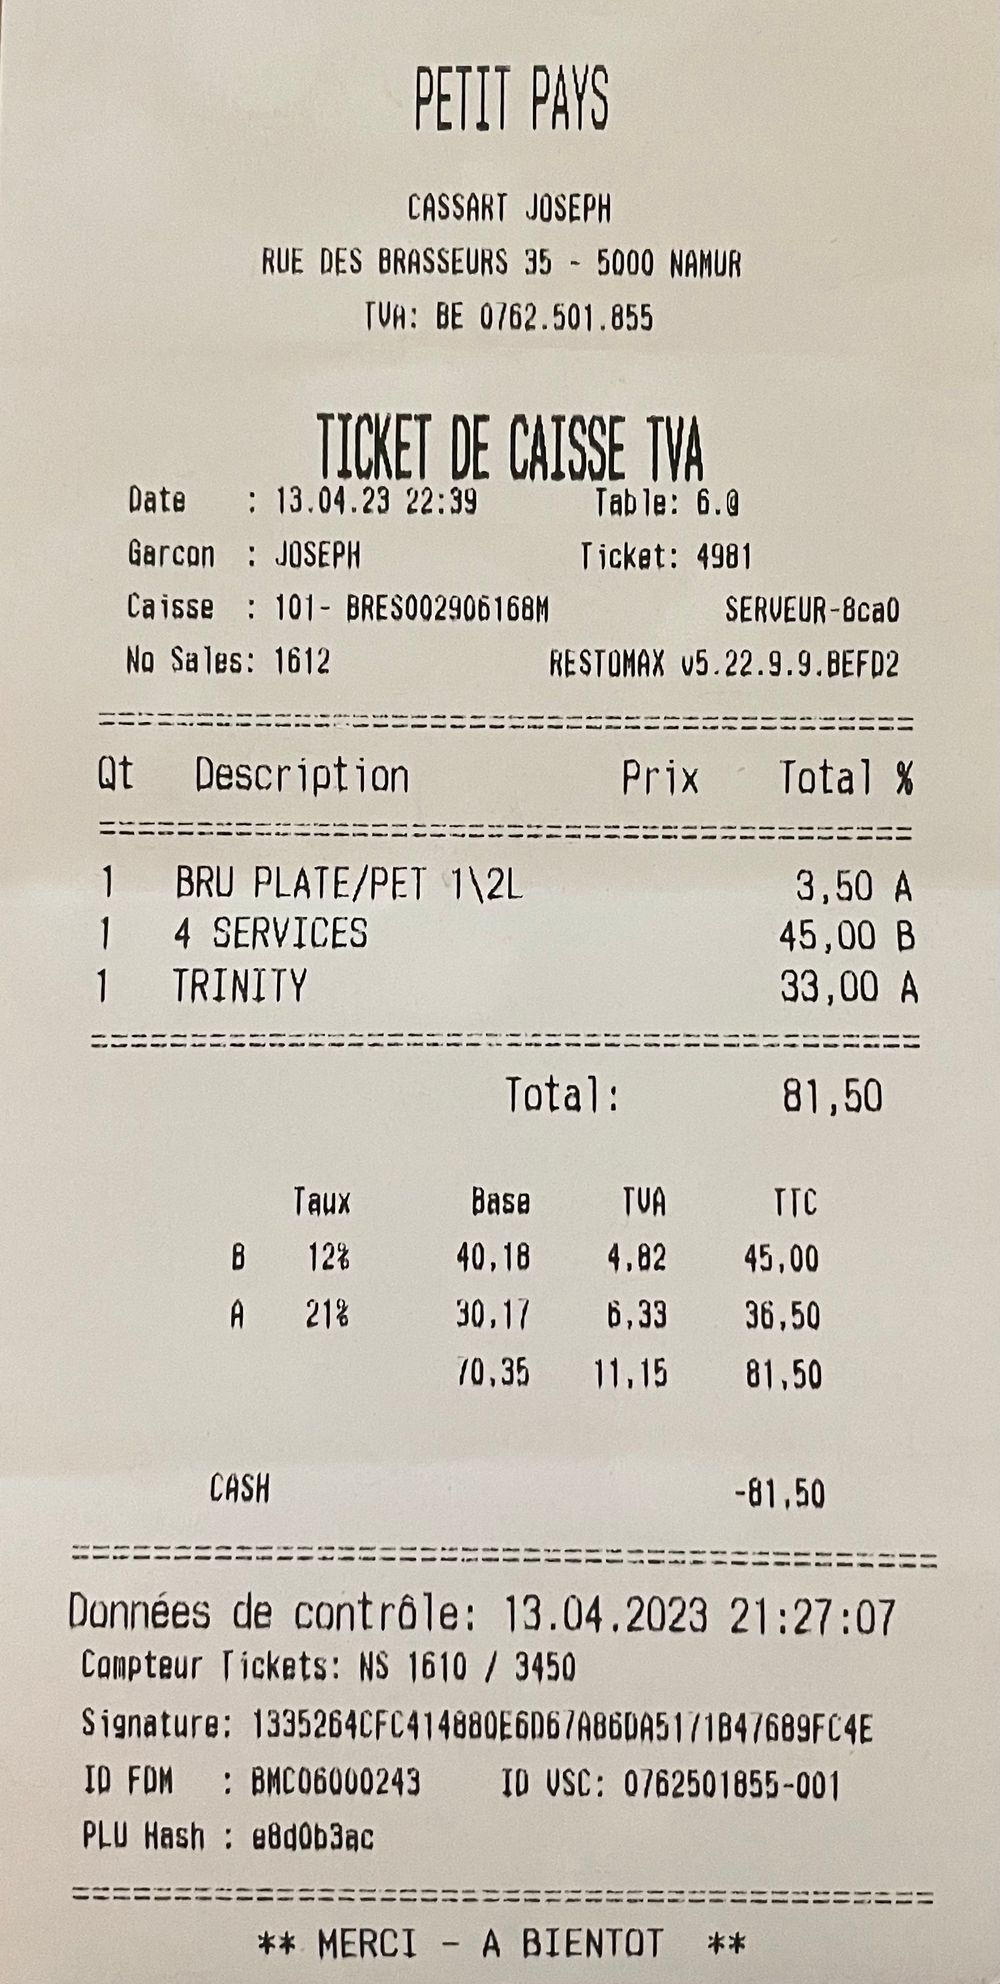 PETIT PAYS
CASSART JOSEPH
RUE DES BRASSEURS 35 - 5000 NAMUR
TVA: BE 0762.501.855
TICKET DE CAISSE TVA
Date : 13.04.23 22:39 Table: 6.@
Garcon : JOSEPH Ticket: 4981
Caisse : 101- BRES002906168M SERVEUR-8ca0
No Sales: 1612 RESTOMAX v5.22.9.9.BEFD2
========================================
Qt Description Prix Total %
========================================
1 BRU PLATE/PET 1\2L 3,50 A
1 4 SERVICES 45,00 B
1 TRINITY 33,00 A
========================================
Total: 81,50
Taux Base TVA TTC
B 12% 40,18 4,82 45,00
A 21% 30,17 6,33 36,50
70,35 11,15 81,50
CASH -81,50
========================================
Données de contrôle: 13.04.2023 21:27:07
Compteur Tickets: NS 1610 / 3450
Signature: 1335264CFC414880E6D67A86DA5171B47689FC4E
ID FDM : BMC06000243 ID VSC: 0762501855-001
PLU Hash : e8d0b3ac
========================================
** MERCI - A BIENTOT **